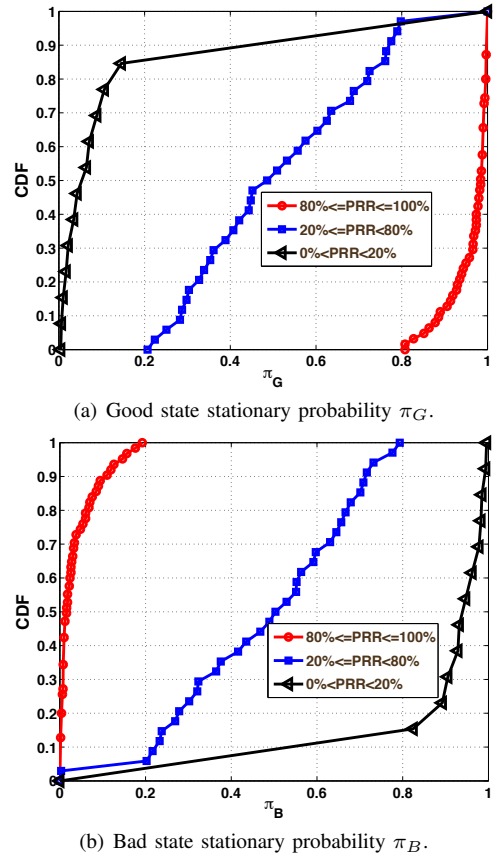 1
0.9
0.8
0.7
0.6
0.5
0.4
0.3
0.2
0.1
0
CDF
80%<=PRR<=100%
20%<=PRR<80%
0%<PRR<20%
0 0.2 0.4 0.6 0.8 1
π_G
(a) Good state stationary probability π_G.
1
0.9
0.8
0.7
0.6
0.5
0.4
0.3
0.2
0.1
0
CDF
80%<=PRR<=100%
20%<=PRR<80%
0%<PRR<20%
0 0.2 0.4 0.6 0.8 1
π_B
(b) Bad state stationary probability π_B.